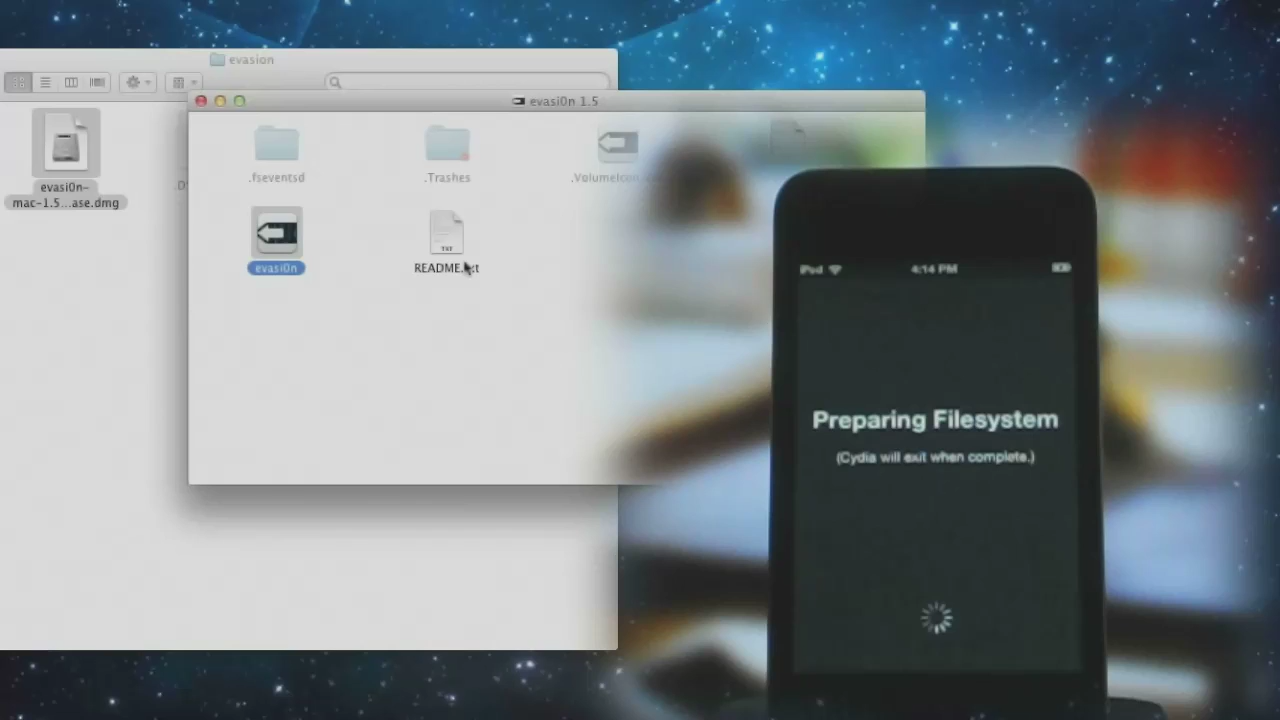 evasion
evasi0n 1.5
.fseventsd
.Trashes
.VolumeIcon
evasi0n-
mac-1.5...ase.dmg
evasi0n
TXT
README.txt
iPod
4:14 PM
Preparing Filesystem
(Cydia will exit when complete.)